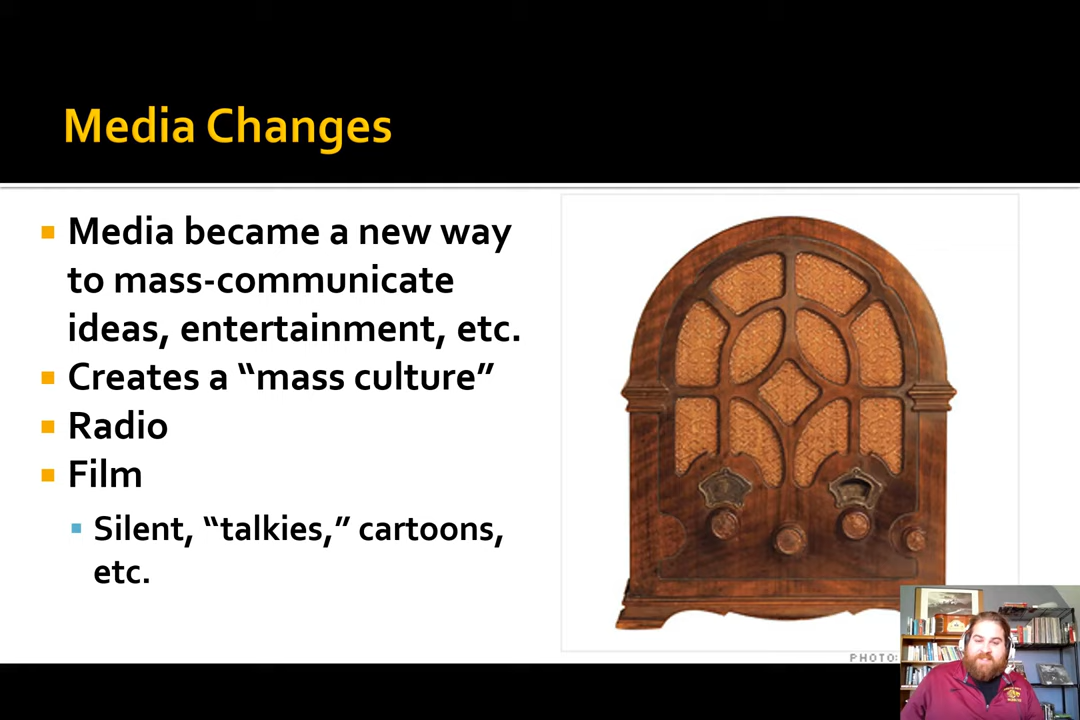 Media Changes
Media became a new way
to mass-communicate
ideas, entertainment, etc.
Creates a “mass culture”
Radio
Film
Silent, “talkies,” cartoons,
etc.
PHOTO: